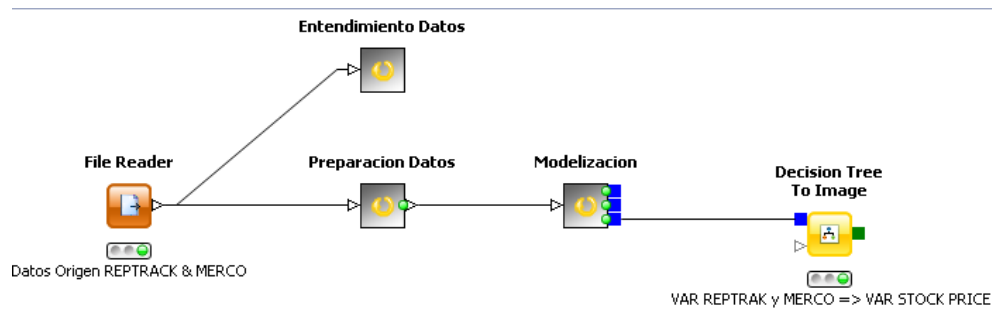 Entendimiento Datos
File Reader
Preparacion Datos
Modelizacion
Decision Tree
To Image
Datos Origen REPTRACK & MERCO
VAR REPTRAK y MERCO => VAR STOCK PRICE